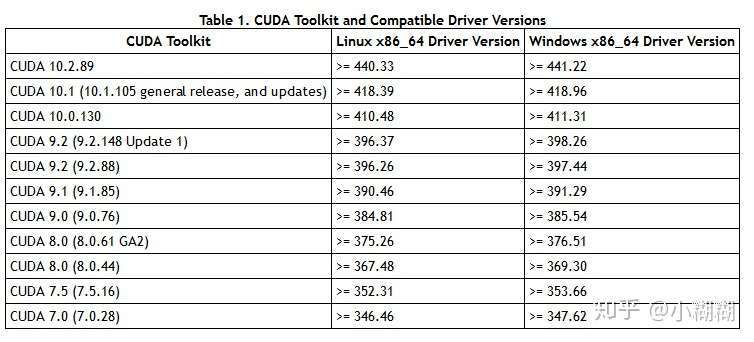 Table 1. CUDA Toolkit and Compatible Driver Versions
CUDA Toolkit Linux x86_64 Driver Version Windows x86_64 Driver Version
CUDA 10.2.89 >= 440.33 >= 441.22
CUDA 10.1 (10.1.105 general release, and updates) >= 418.39 >= 418.96
CUDA 10.0.130 >= 410.48 >= 411.31
CUDA 9.2 (9.2.148 Update 1) >= 396.37 >= 398.26
CUDA 9.2 (9.2.88) >= 396.26 >= 397.44
CUDA 9.1 (9.1.85) >= 390.46 >= 391.29
CUDA 9.0 (9.0.76) >= 384.81 >= 385.54
CUDA 8.0 (8.0.61 GA2) >= 375.26 >= 376.51
CUDA 8.0 (8.0.44) >= 367.48 >= 369.30
CUDA 7.5 (7.5.16) >= 352.31 >= 353.66
CUDA 7.0 (7.0.28) >= 346.46 >= 347.62
知乎 @小糊糊